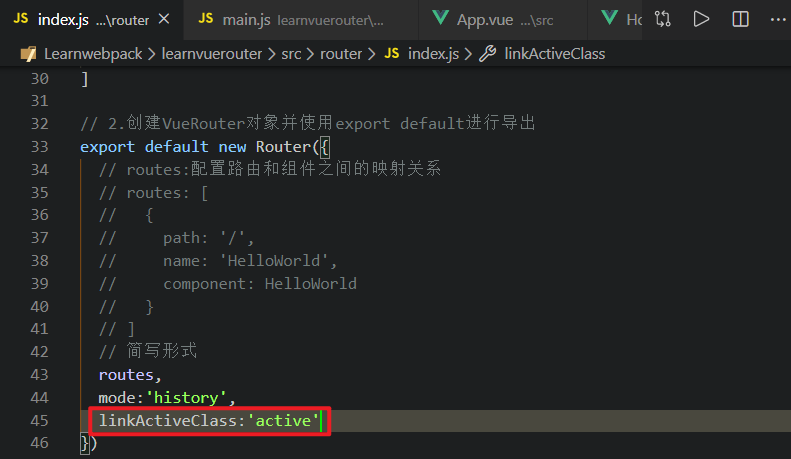 JS index.js ...\router × JS main.js learnvuerouter\... App.vue ...\src Ho ...
Learnwebpack > learnvuerouter > src > router > JS index.js > linkActiveClass
30 ]
31
32 // 2.创建VueRouter对象并使用export default进行导出
33 export default new Router({
34 // routes:配置路由和组件之间的映射关系
35 // routes: [
36 //   {
37 //     path: '/',
38 //     name: 'HelloWorld',
39 //     component: HelloWorld
40 //   }
41 // ]
42 // 简写形式
43 routes,
44 mode:'history',
45 linkActiveClass:'active'
46 })